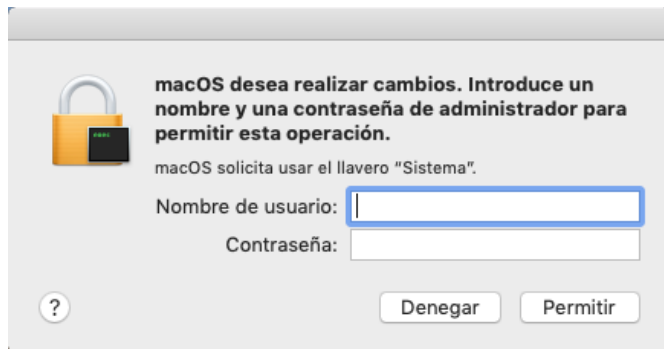 macOS desea realizar cambios. Introduce un
nombre y una contraseña de administrador para
permitir esta operación.
macOS solicita usar el llavero “Sistema”.
Nombre de usuario:
Contraseña:
?
Denegar
Permitir